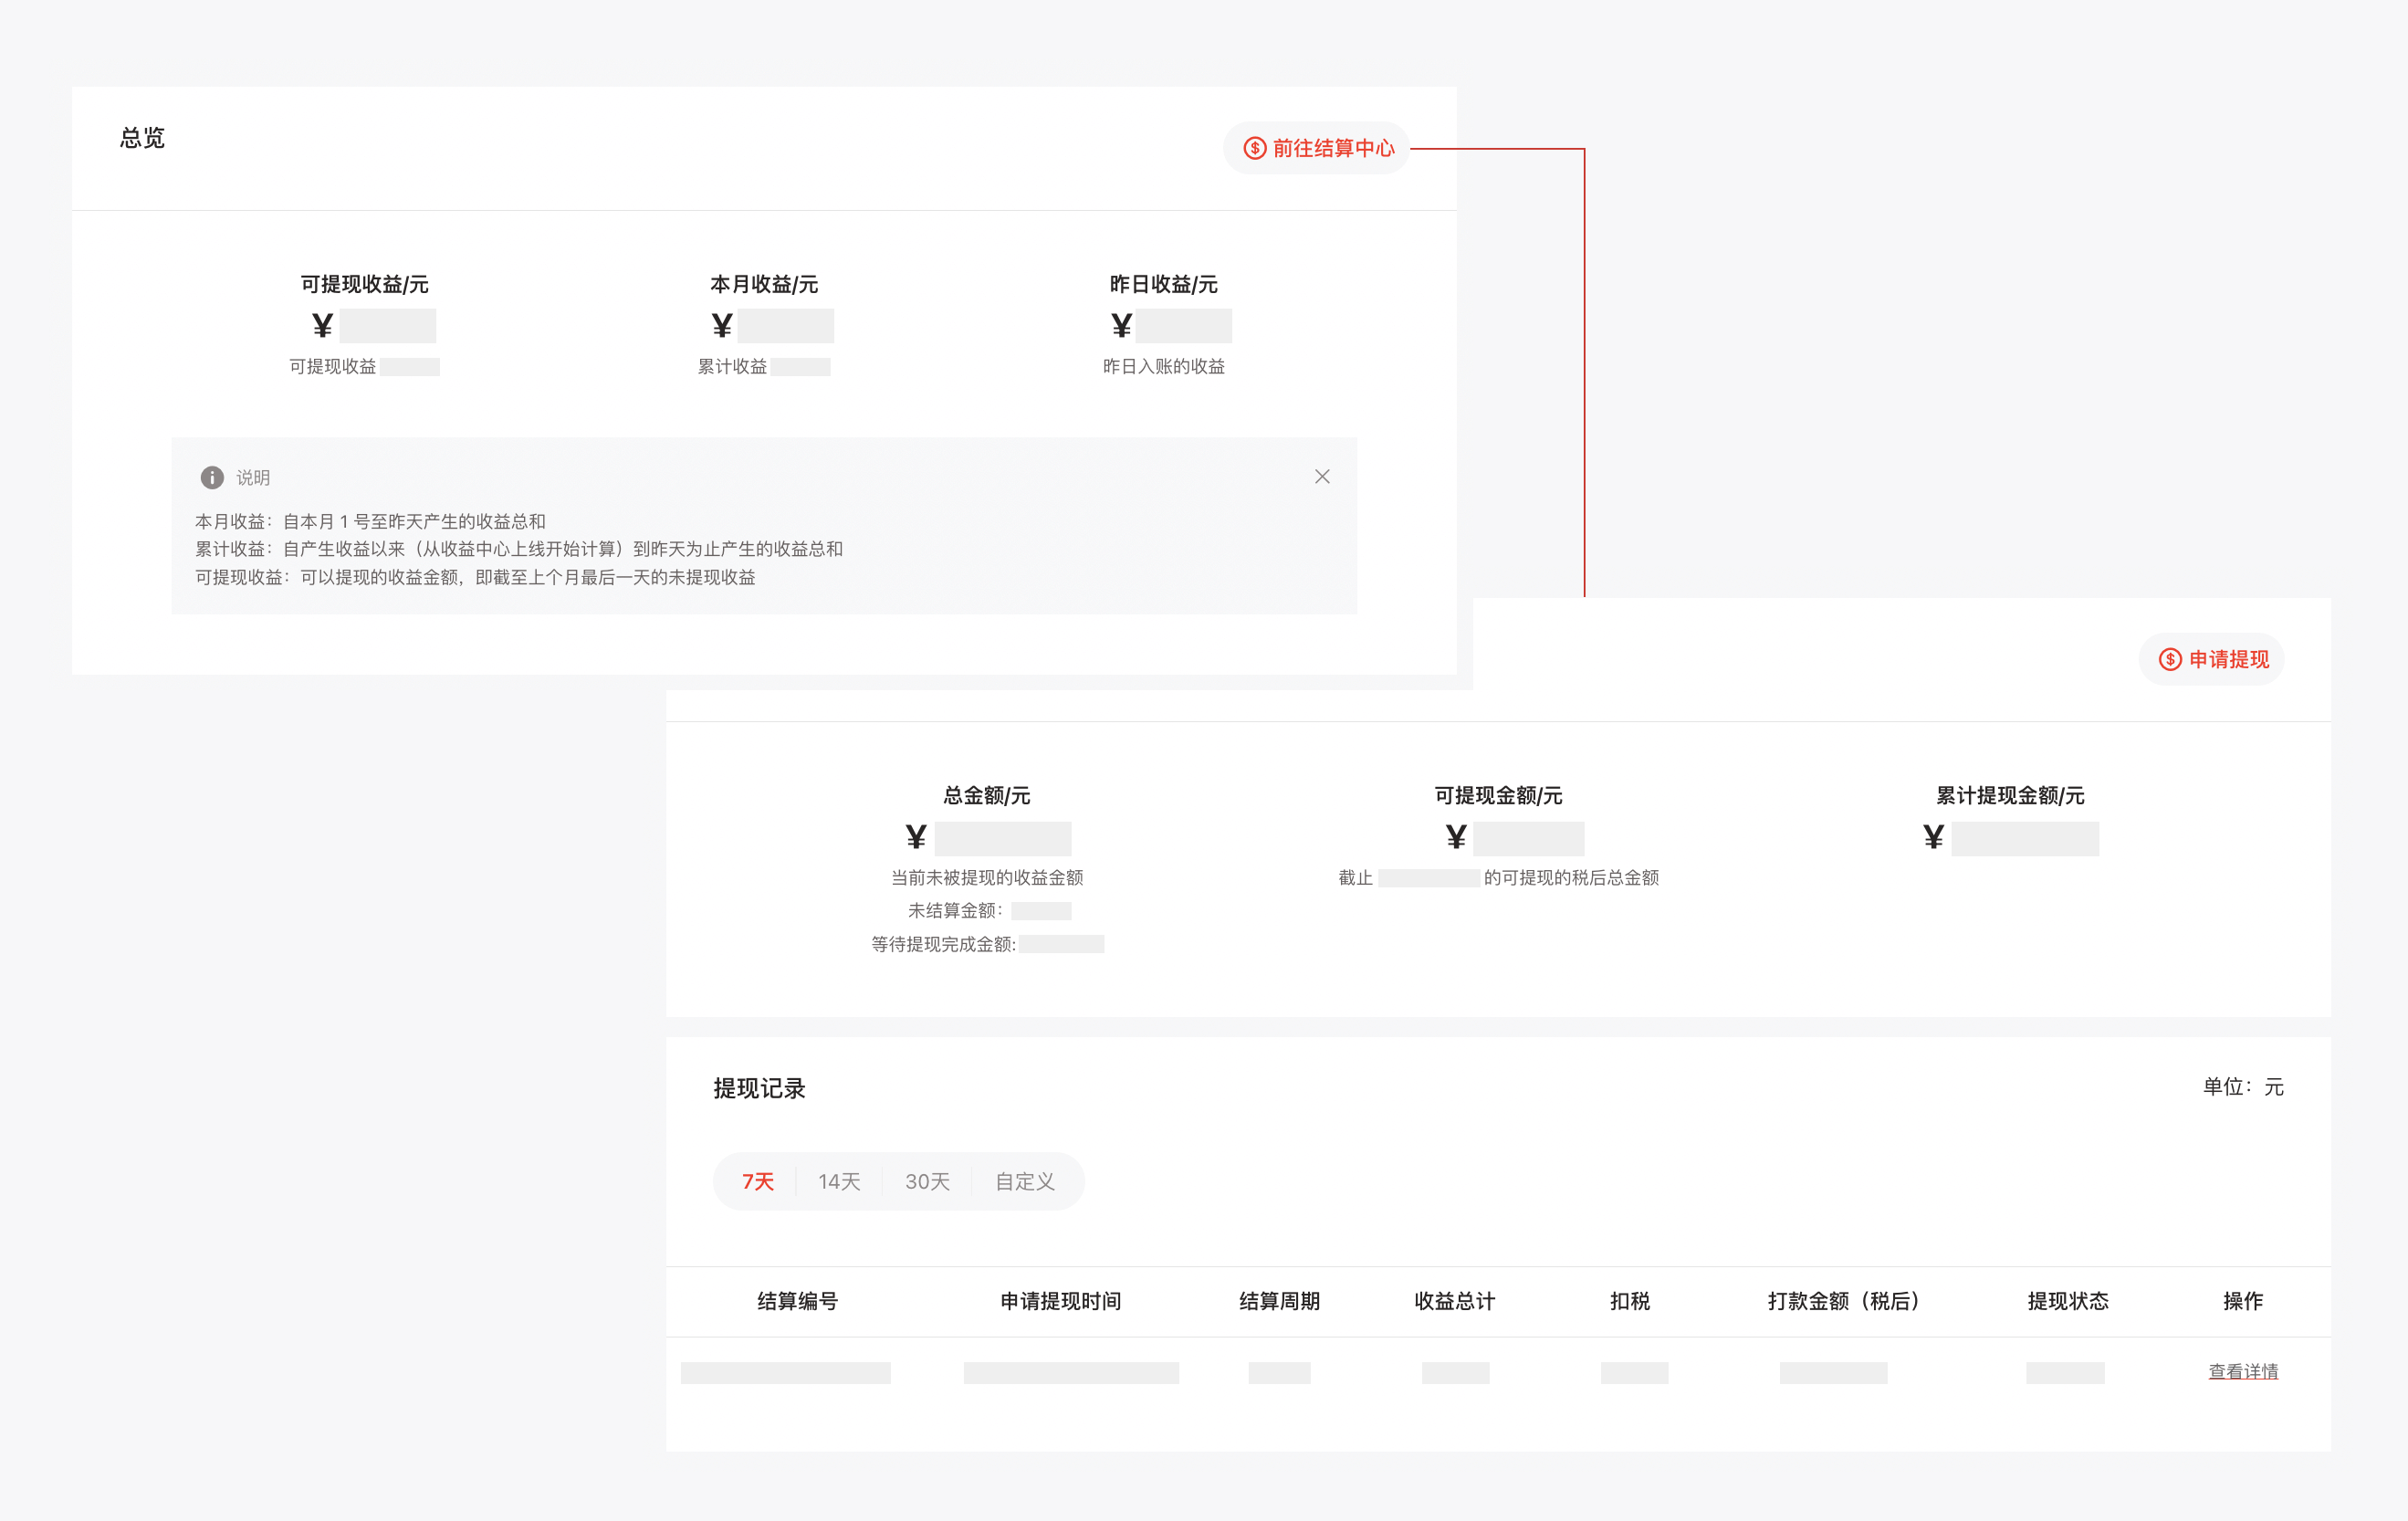 总览
前往结算中心
可提现收益/元
本月收益/元
昨日收益/元
¥
¥
¥
可提现收益
累计收益
昨日入账的收益
说明
本月收益：自本月 1 号至昨天产生的收益总和
累计收益：自产生收益以来（从收益中心上线开始计算）到昨天为止产生的收益总和
可提现收益：可以提现的收益金额，即截至上个月最后一天的未提现收益
申请提现
总金额/元
可提现金额/元
累计提现金额/元
¥
¥
¥
当前未被提现的收益金额
截止 的可提现的税后总金额
未结算金额：
等待提现完成金额:
提现记录
单位：元
7天 14天 30天 自定义
结算编号 申请提现时间 结算周期 收益总计 扣税 打款金额（税后） 提现状态 操作
查看详情